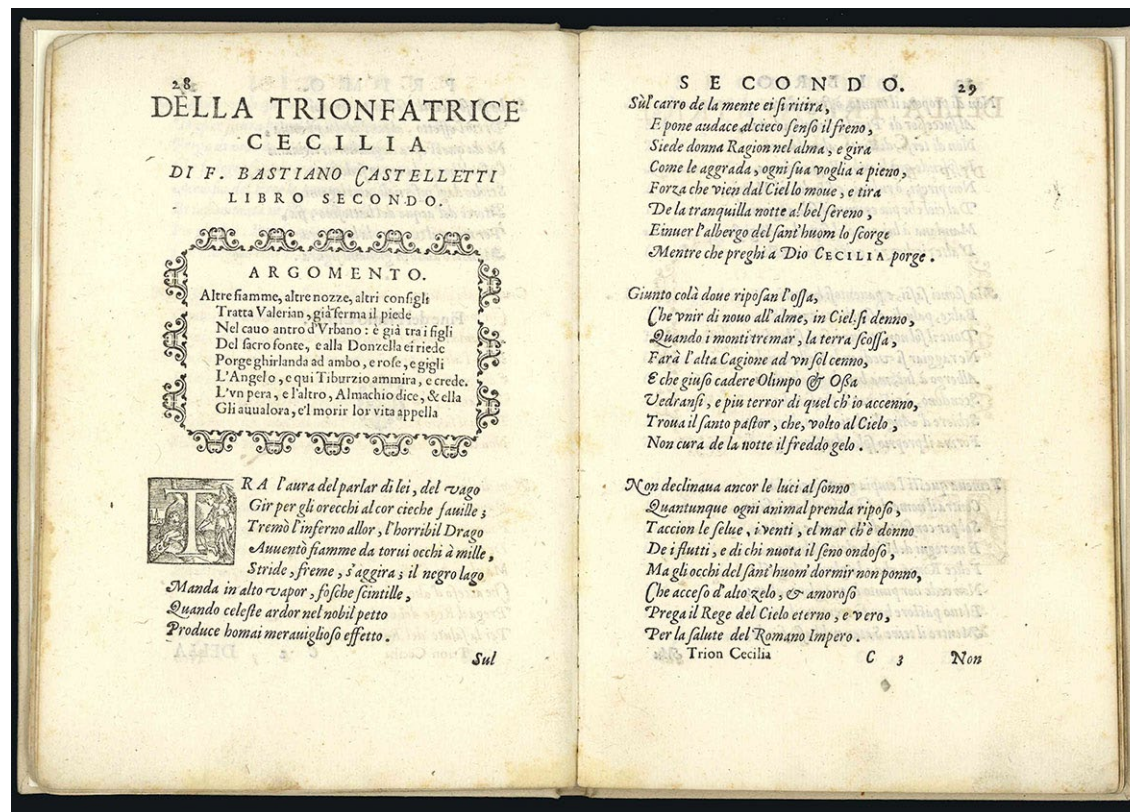 28
DELLA TRIONFATRICE
CECILIA
DI F. BASTIANO CASTELLETTI
LIBRO SECONDO.
ARGOMENTO.
Altre fiamme, altre nozze, altri consigli
Tratta Valerian, già ferma il piede
Nel cauo antro d'Vrbano : è già tra i figli
Del sacro fonte, e alla Donzella ei riede
Porge ghirlanda ad ambo, e rose, e gigli
L'Angelo, e qui Tiburzio ammira, e crede.
L'vn pera, e l'altro, Almachio dice, & ella
Gli aualora, e'l morir lor vita appella
TRA l'aura del parlar di lei, del vago
Gir per gli orecchi al cor cieche fauille ;
Tremò l'inferno allor, l'horribil Drago
Auuentò fiamme da torui occhi à mille,
Stride, freme, s'aggira ; il negro lago
Manda in alto vapor, fosche scintille,
Quando celeste ardor nel nobil petto
Produce homai merauiglioso effetto.
Sul
SECONDO. 29
Sùl carro de la mente ei si ritira,
E pone audace al cieco senso il freno,
Siede donna Ragion nel alma, e gira
Come le aggrada, ogni sua voglia à pieno,
Forza che vien dal Ciel lo moue, e tira
De la tranquilla notte al bel sereno,
Einuer l'albergo del sant'huom lo scorge
Mentre che preghi a Dio CECILIA porge.
Giunto colà doue riposan l'ossa,
Che vnir di nouo all'alme, in Ciel si denno,
Quando i monti tremar, la terra scossa,
Farà l'alta Cagione ad vn sol cenno,
E che giuso cadere Olimpo & Ossa
Vedransi, e piu terror di quel ch'io accenno,
Troua il santo pastor, che, volto al Cielo,
Non cura de la notte il freddo gelo.
Non declinaua ancor le luci al sonno
Quantunque ogni animal prenda riposo,
Taccion le selue, i venti, el mar ch'è donno
De i flutti, e di chi nuota il seno ondoso,
Ma gli occhi del sant'huom' dormir non ponno,
Che acceso d'alto zelo, & amoroso
Prega il Rege del Cielo eterno, e vero,
Per la salute del Romano Impero.
Trion Cecilia C 3 Non